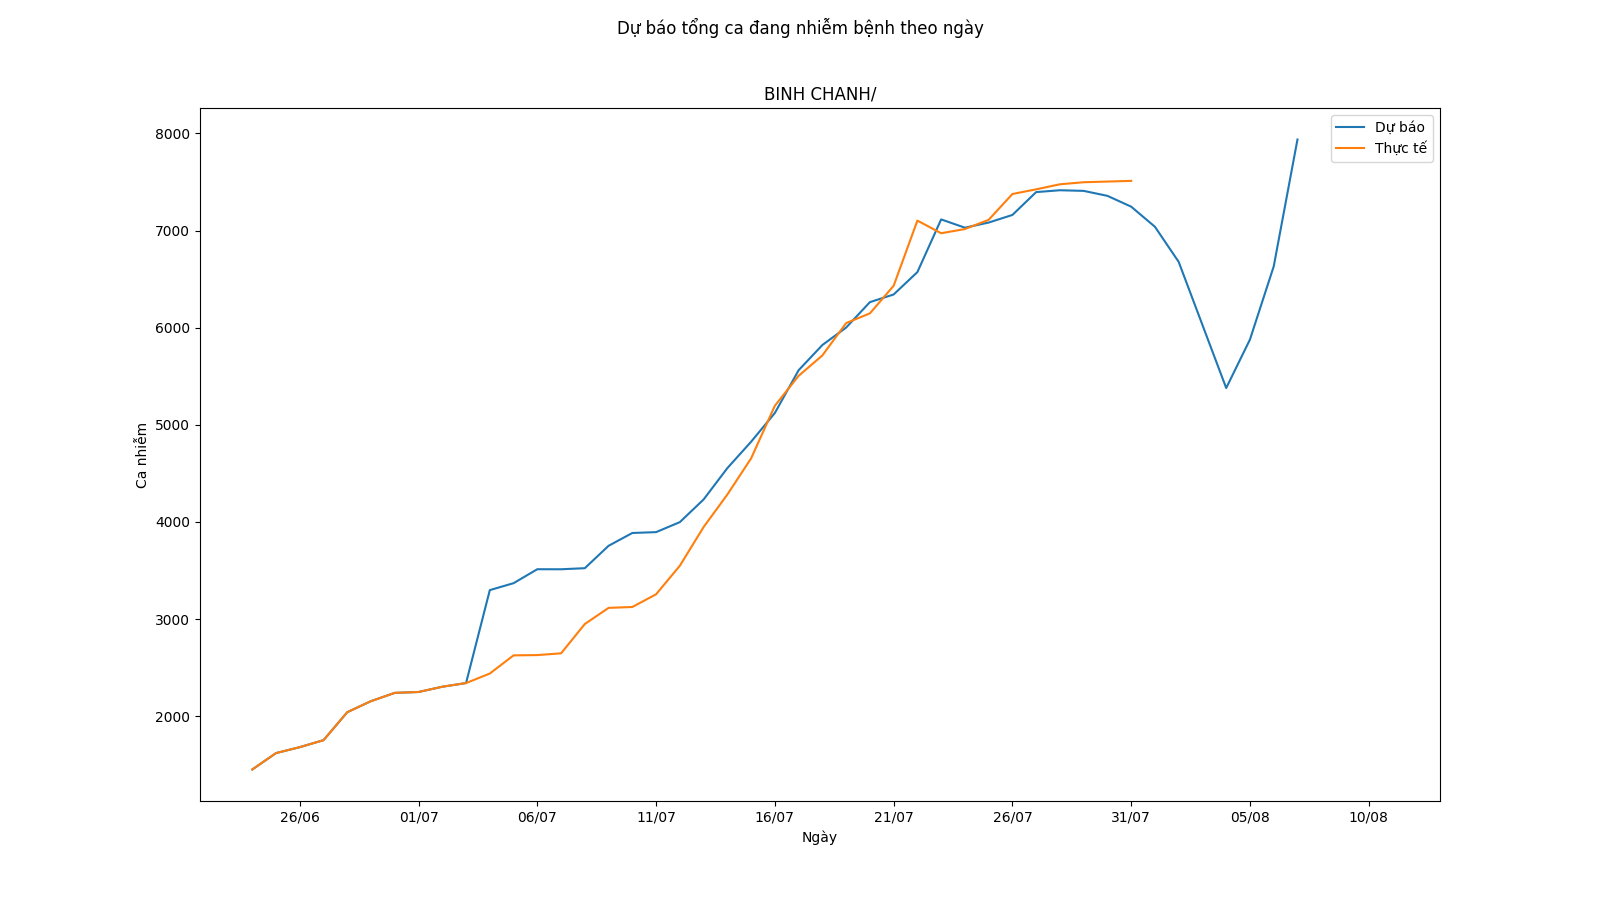 Dự báo tổng ca đang nhiễm bệnh theo ngày
BINH CHANH/
Dự báo
Thực tế
8000
7000
6000
5000
4000
3000
2000
Ca nhiễm
26/06 01/07 06/07 11/07 16/07 21/07 26/07 31/07 05/08 10/08
Ngày